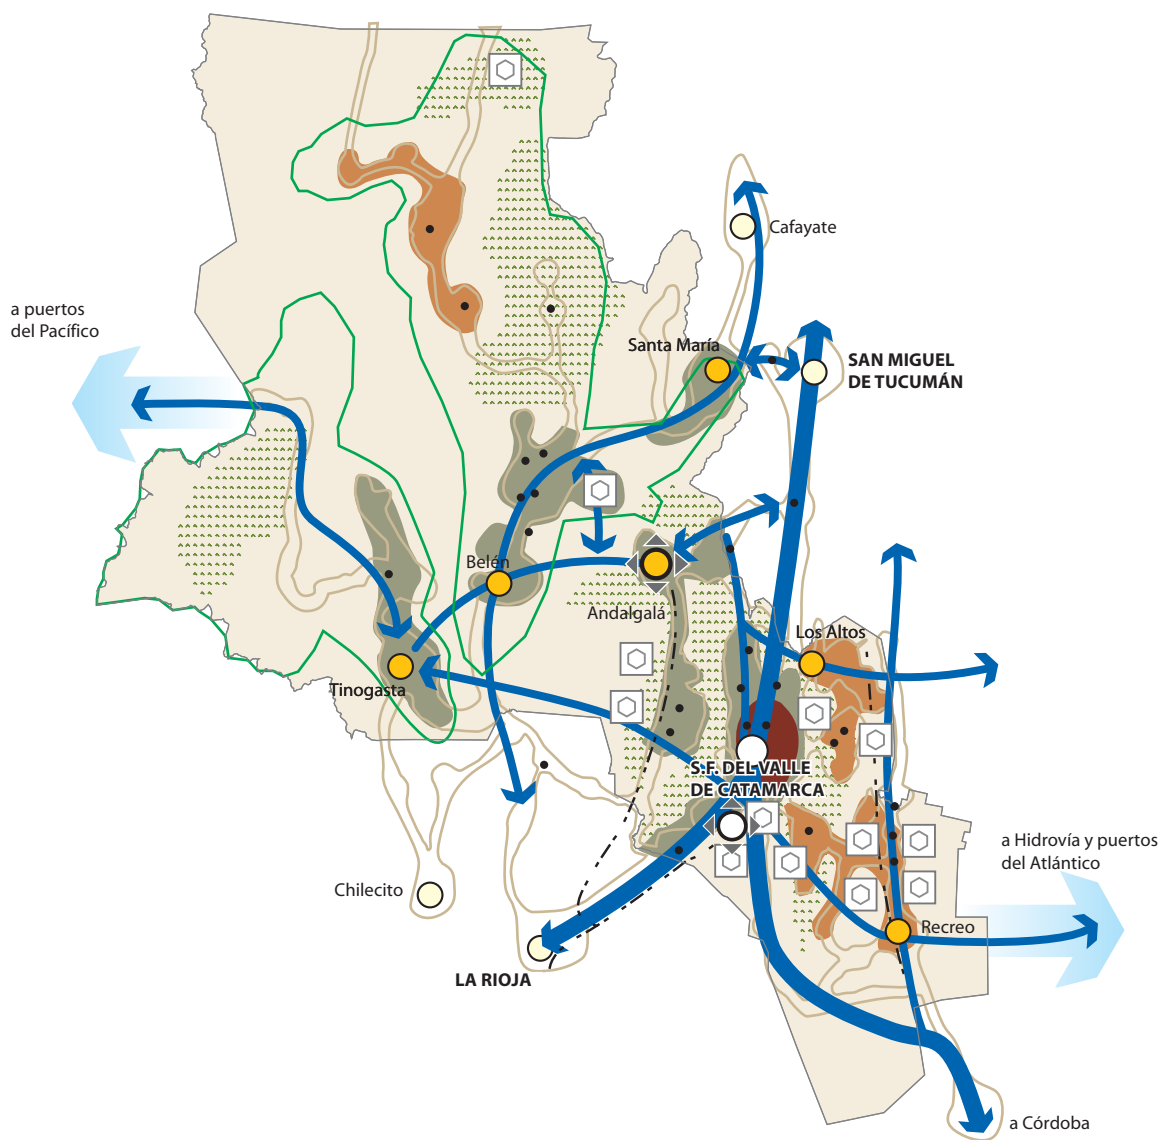 Cafayate
a puertos
del Pacífico
Santa María
SAN MIGUEL
DE TUCUMÁN
Belén
Andalgalá
Los Altos
Tinogasta
S.F. DEL VALLE
DE CATAMARCA
a Hidrovía y puertos
del Atlántico
Chilecito
Recreo
LA RIOJA
a Córdoba